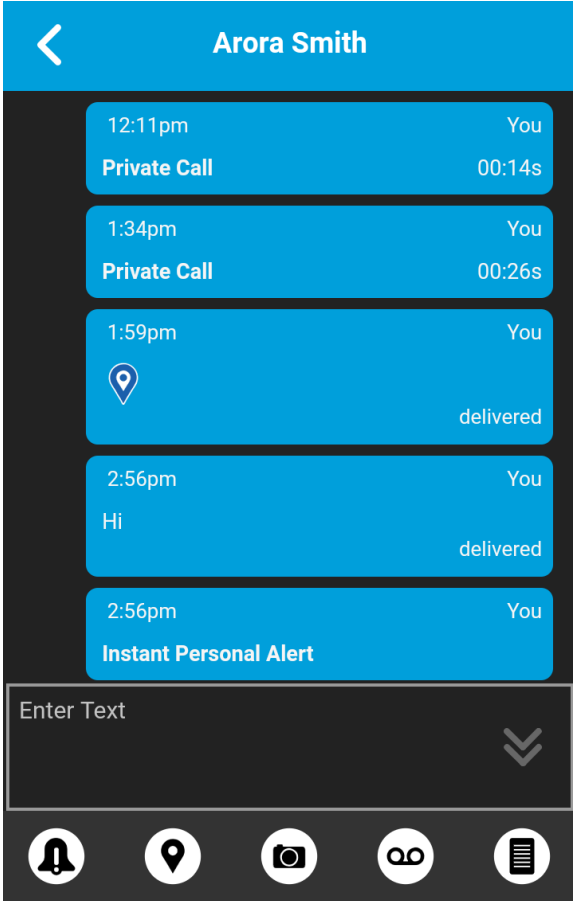 Arora Smith
12:11pm You
Private Call 00:14s
1:34pm You
Private Call 00:26s
1:59pm You
delivered
2:56pm You
Hi
delivered
2:56pm You
Instant Personal Alert
Enter Text